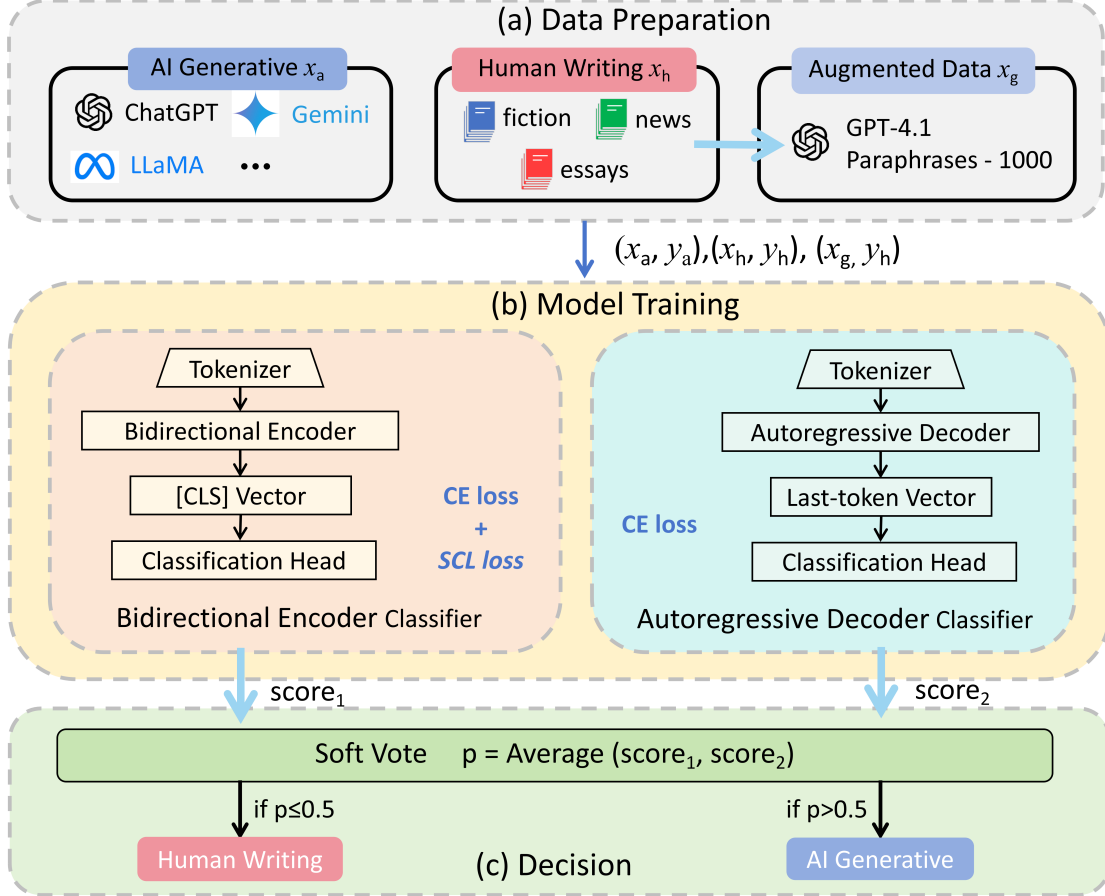 (a) Data Preparation
AI Generative xₐ
ChatGPT
Gemini
LLaMA
•••
Human Writing xₕ
fiction
news
essays
Augmented Data x_g
GPT-4.1
Paraphrases - 1000
(xₐ, yₐ),(xₕ, yₕ), (x_g, yₕ)
(b) Model Training
Tokenizer
Bidirectional Encoder
[CLS] Vector
Classification Head
CE loss
+
SCL loss
Bidirectional Encoder Classifier
Tokenizer
Autoregressive Decoder
Last-token Vector
Classification Head
CE loss
Autoregressive Decoder Classifier
score₁
score₂
Soft Vote p = Average (score₁, score₂)
if p≤0.5
if p>0.5
Human Writing
AI Generative
(c) Decision